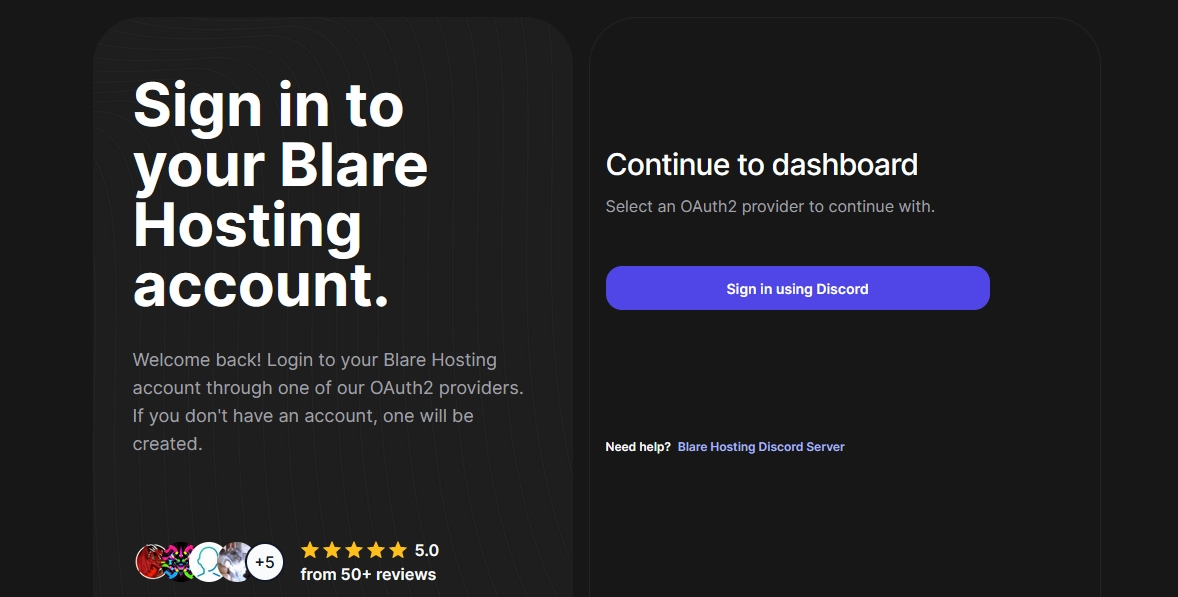 Sign in to
your Blare
Hosting
account.
Welcome back! Login to your Blare Hosting
account through one of our OAuth2 providers.
If you don't have an account, one will be
created.
+5
5.0
from 50+ reviews
Continue to dashboard
Select an OAuth2 provider to continue with.
Sign in using Discord
Need help? Blare Hosting Discord Server